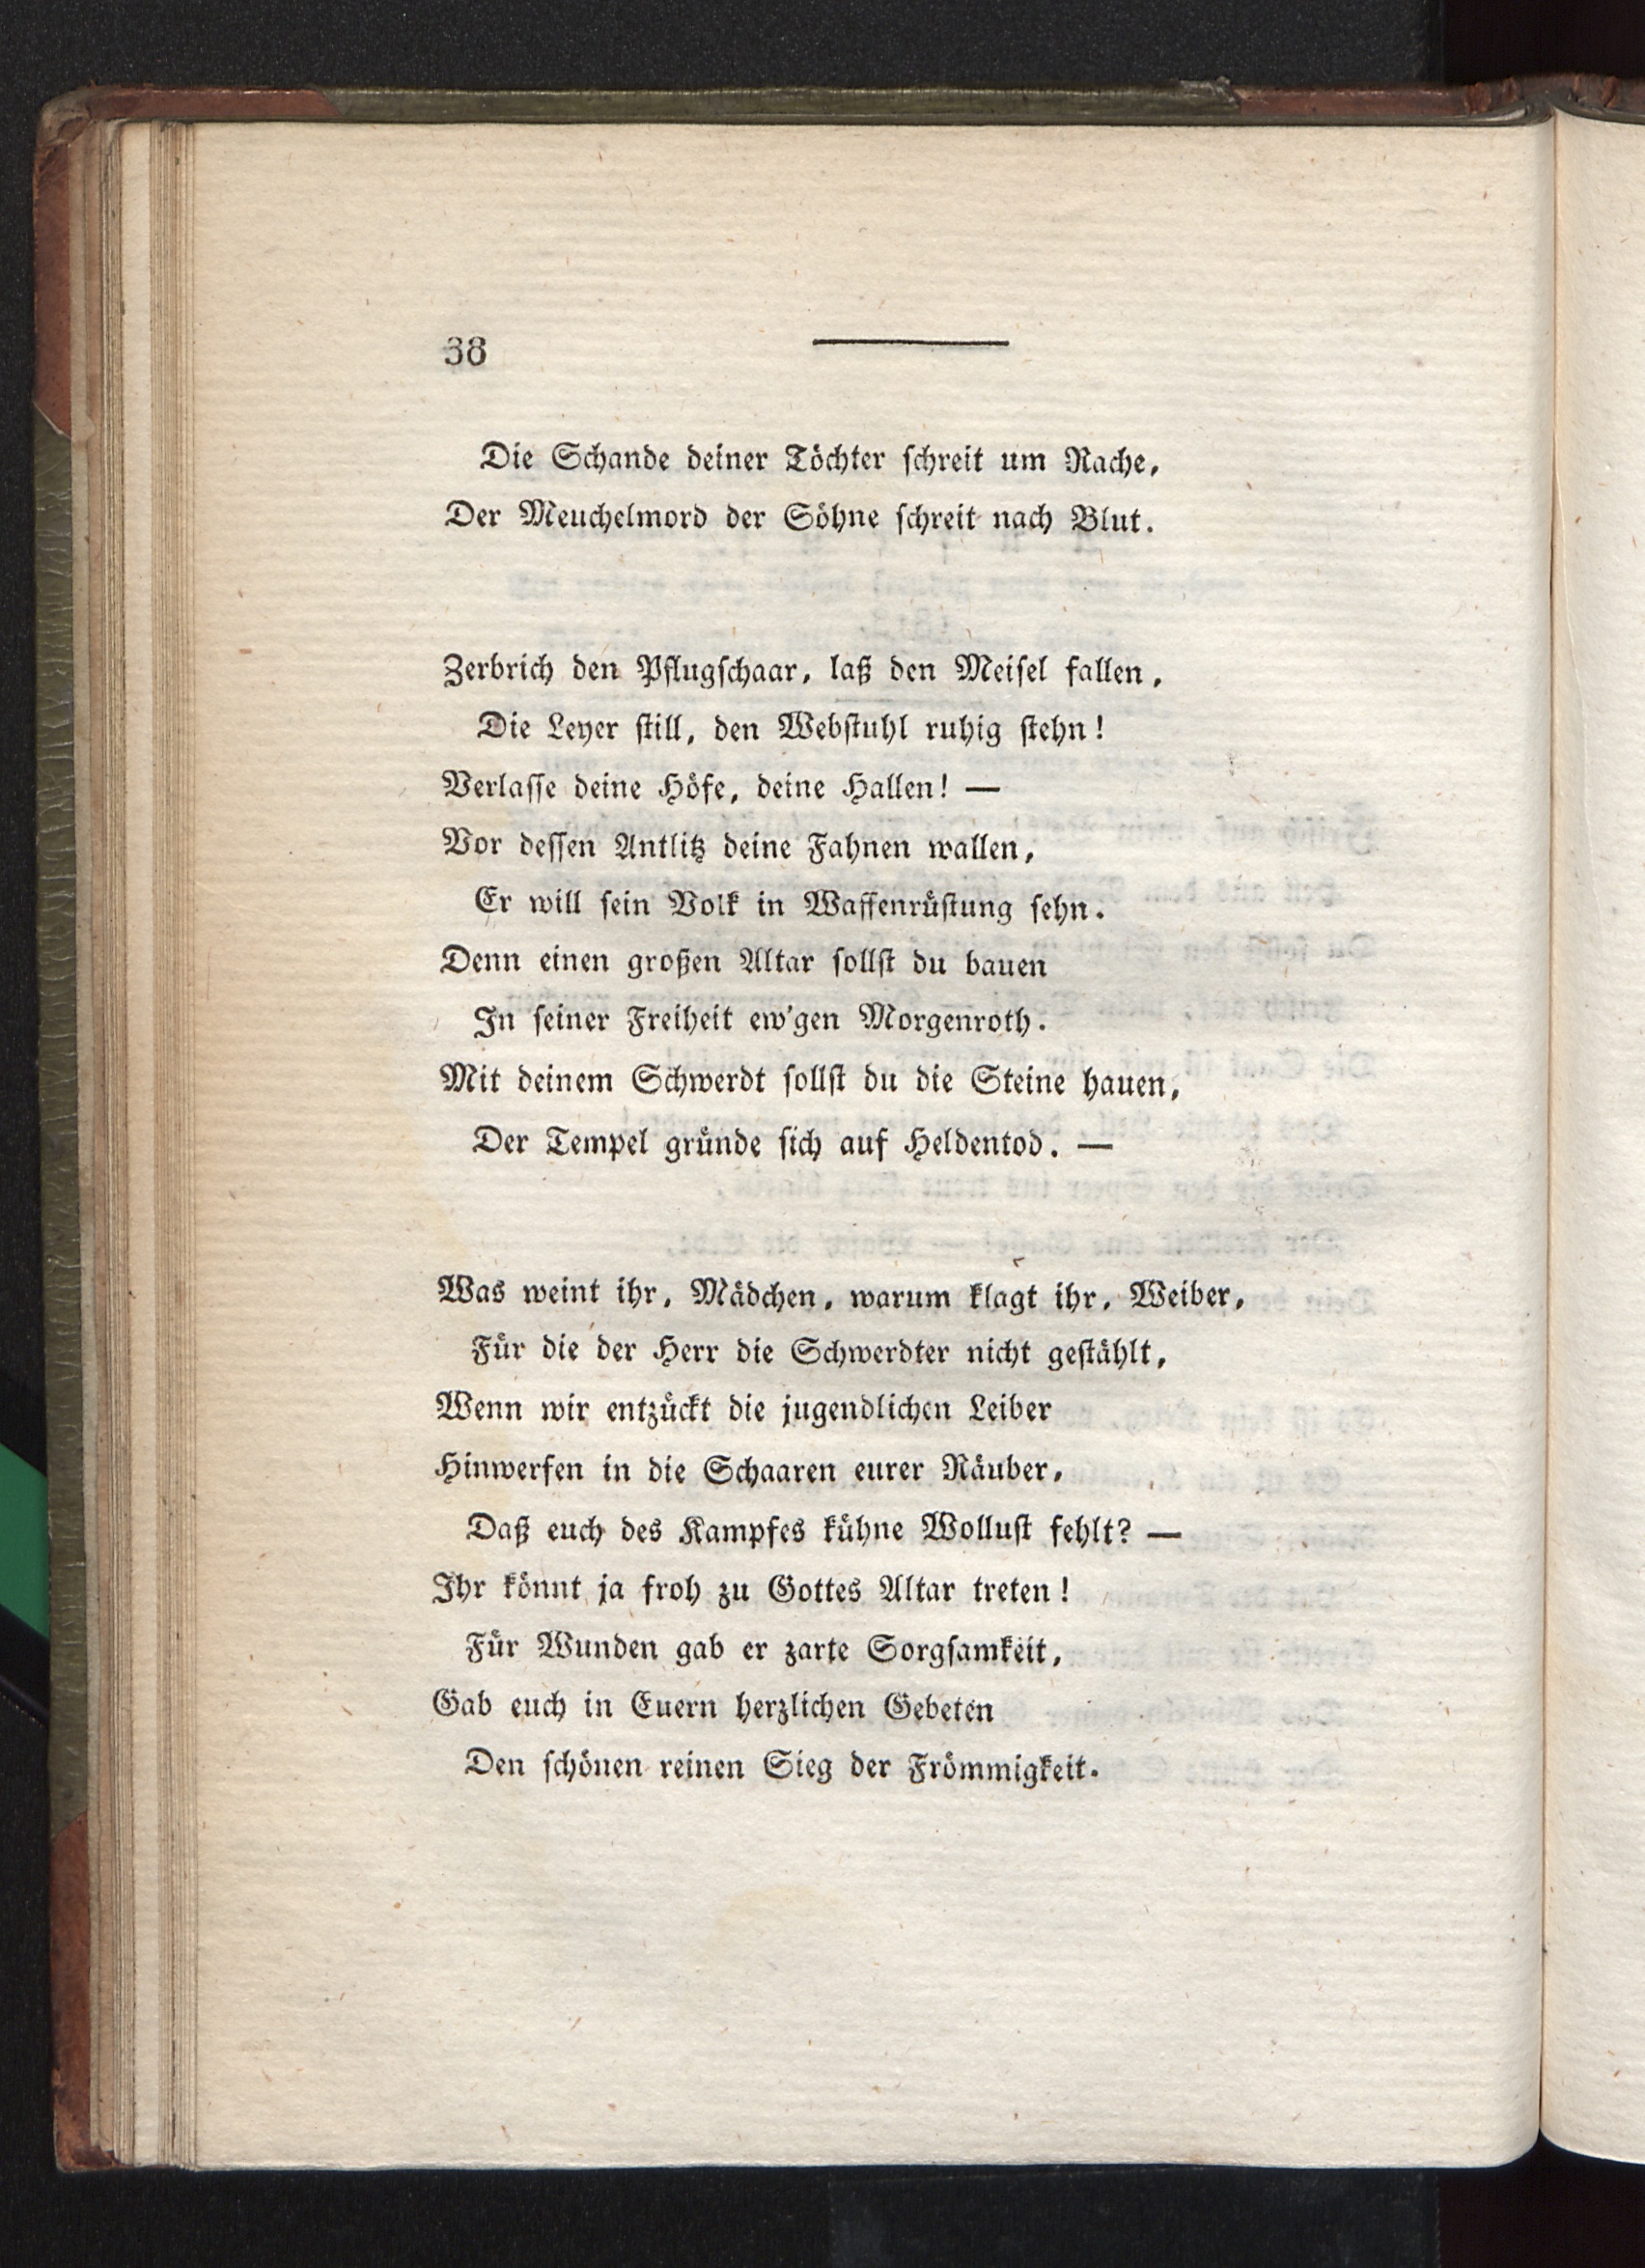 38
Die Schande deiner Töchter ſchreit um Rache,
Der Meuchelmord der Söhne ſchreit nach Blut.
Zerbrich den Pflugſchaar, laß den Meiſel fallen,
Die Leyer ſtill, den Webſtuhl ruhig ſtehn!
Verlaſſe deine Höfe, deine Hallen! —
Vor deſſen Antlitz deine Fahnen wallen,
Er will ſein Volk in Waffenrüſtung ſehn.
Denn einen großen Altar ſollſt du bauen
In ſeiner Freiheit ew'gen Morgenroth.
Mit deinem Schwerdt ſollſt du die Steine hauen,
Der Tempel gründe ſich auf Heldentod. —
Was weint ihr, Mädchen, warum klagt ihr, Weiber,
Für die der Herr die Schwerdter nicht geſtählt,
Wenn wir entzückt die jugendlichen Leiber
Hinwerfen in die Schaaren eurer Räuber,
Daß euch des Kampfes kühne Wolluſt fehlt? —
Ihr könnt ja froh zu Gottes Altar treten!
Für Wunden gab er zarte Sorgſamkeit,
Gab euch in Euern herzlichen Gebeten
Den ſchönen reinen Sieg der Frömmigkeit.